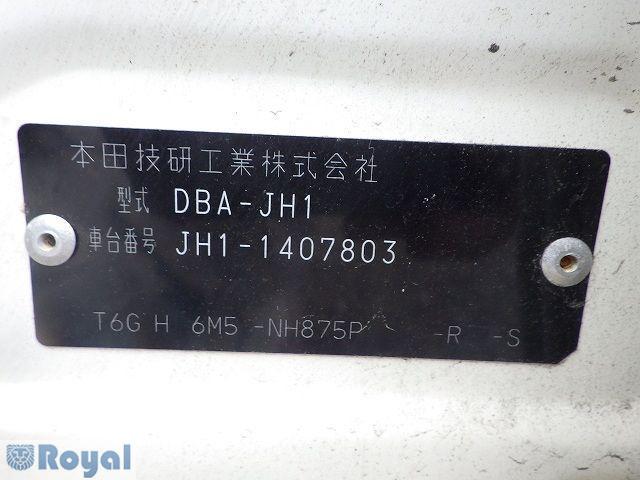 本田技研工業株式会社
型式 DBA-JH1
車台番号 JH1-1407803
T6G H 6M5 -NH875P -R -S
Royal